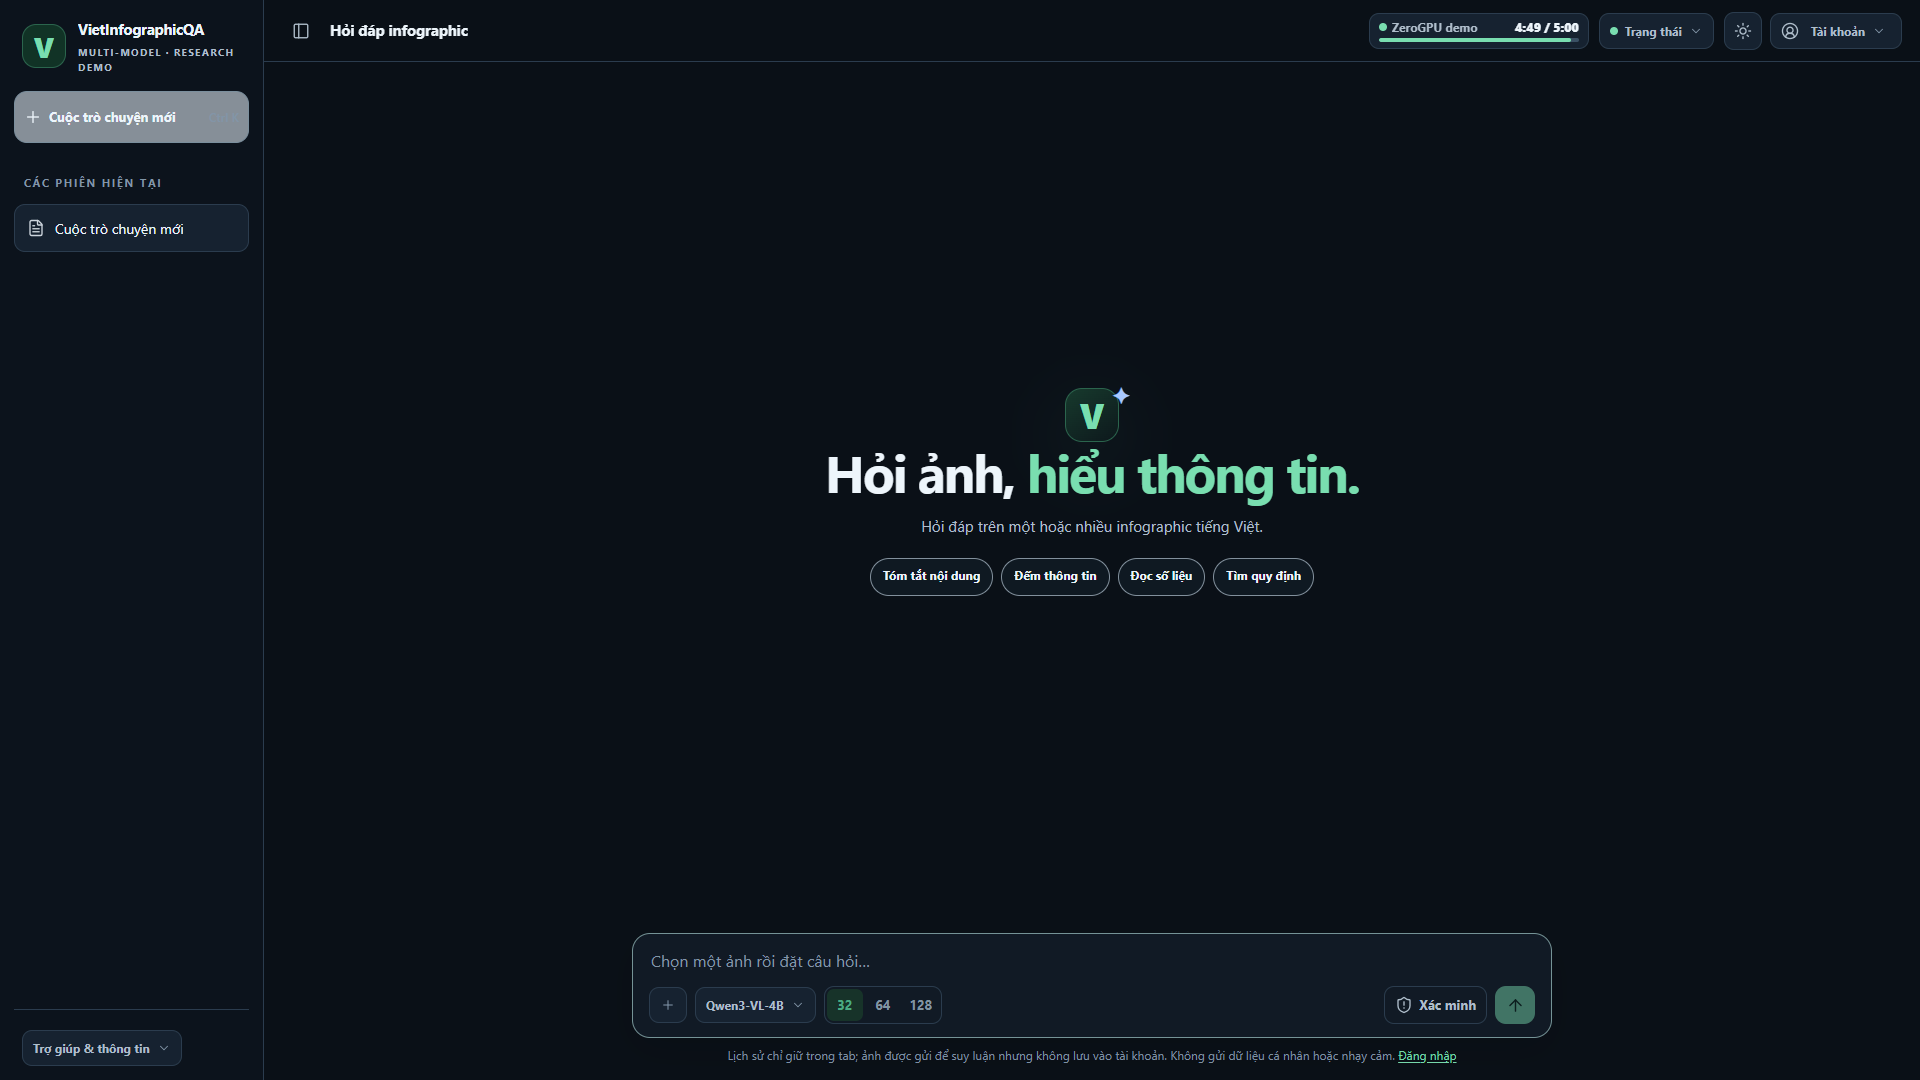 V
VietInfographicQA
MULTI-MODEL · RESEARCH
DEMO
Cuộc trò chuyện mới
CÁC PHIÊN HIỆN TẠI
Cuộc trò chuyện mới
Trợ giúp & thông tin
Hỏi đáp infographic
ZeroGPU demo 4:49 / 5:00
Trạng thái
Tài khoản
V
Hỏi ảnh, hiểu thông tin.
Hỏi đáp trên một hoặc nhiều infographic tiếng Việt.
Tóm tắt nội dung
Đếm thông tin
Đọc số liệu
Tìm quy định
Chọn một ảnh rồi đặt câu hỏi...
Qwen3-VL-4B
32 64 128
Xác minh
Lịch sử chỉ giữ trong tab; ảnh được gửi để suy luận nhưng không lưu vào tài khoản. Không gửi dữ liệu cá nhân hoặc nhạy cảm. Đăng nhập